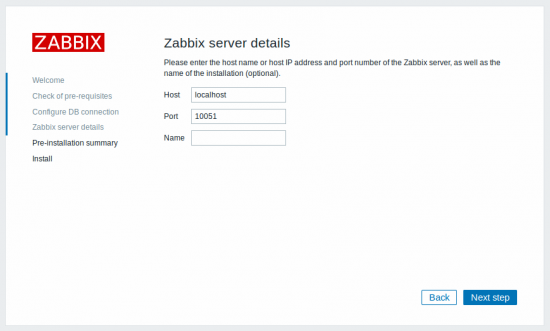 ZABBIX
Welcome
Check of pre-requisites
Configure DB connection
Zabbix server details
Pre-installation summary
Install
Zabbix server details
Please enter the host name or host IP address and port number of the Zabbix server, as well as the
name of the installation (optional).
Host localhost
Port 10051
Name
Back Next step